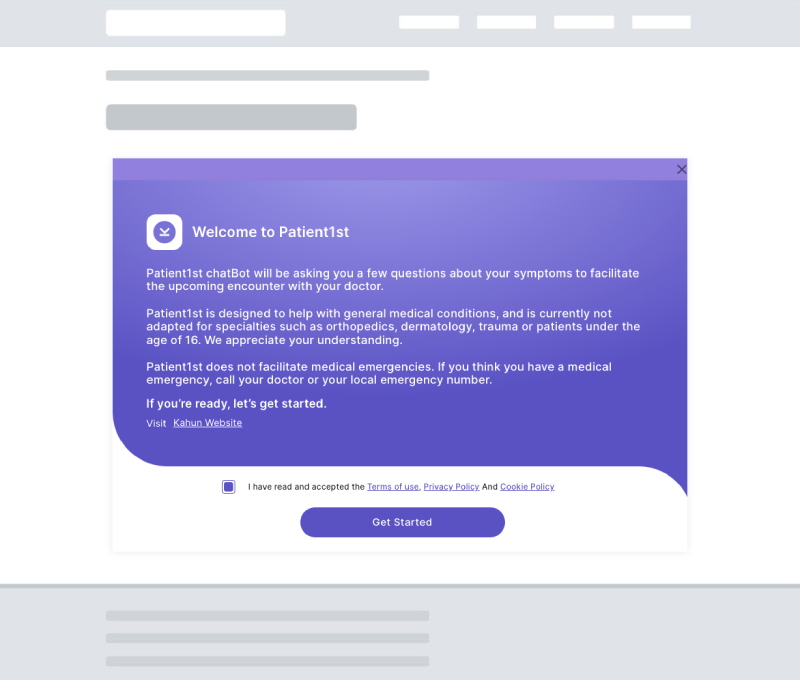 Welcome to Patient1st
Patient1st chatBot will be asking you a few questions about your symptoms to facilitate
the upcoming encounter with your doctor.
Patient1st is designed to help with general medical conditions, and is currently not
adapted for specialties such as orthopedics, dermatology, trauma or patients under the
age of 16. We appreciate your understanding.
Patient1st does not facilitate medical emergencies. If you think you have a medical
emergency, call your doctor or your local emergency number.
If you’re ready, let’s get started.
Visit Kahun Website
I have read and accepted the Terms of use, Privacy Policy And Cookie Policy
Get Started